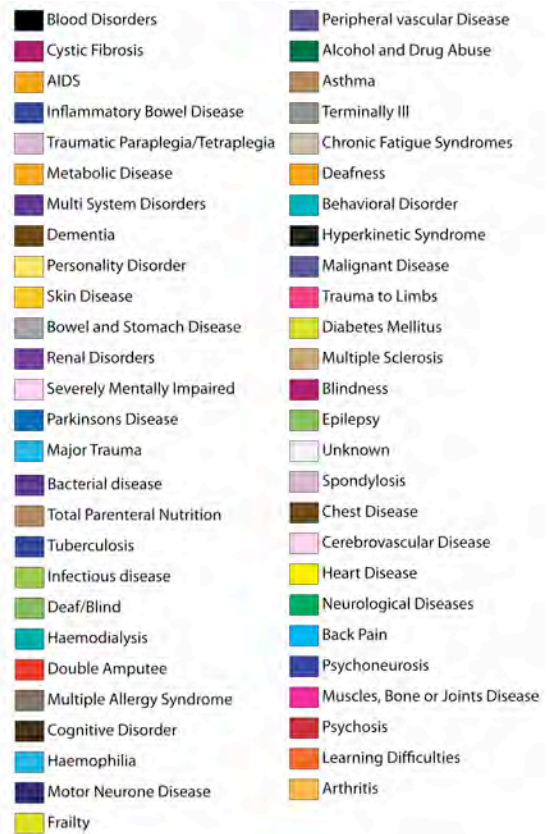 Blood Disorders
Cystic Fibrosis
AIDS
Inflammatory Bowel Disease
Traumatic Paraplegia/Tetraplegia
Metabolic Disease
Multi System Disorders
Dementia
Personality Disorder
Skin Disease
Bowel and Stomach Disease
Renal Disorders
Severely Mentally Impaired
Parkinsons Disease
Major Trauma
Bacterial disease
Total Parenteral Nutrition
Tuberculosis
Infectious disease
Deaf/Blind
Haemodialysis
Double Amputee
Multiple Allergy Syndrome
Cognitive Disorder
Haemophilia
Motor Neurone Disease
Frailty
Peripheral vascular Disease
Alcohol and Drug Abuse
Asthma
Terminally Ill
Chronic Fatigue Syndromes
Deafness
Behavioral Disorder
Hyperkinetic Syndrome
Malignant Disease
Trauma to Limbs
Diabetes Mellitus
Multiple Sclerosis
Blindness
Epilepsy
Unknown
Spondylosis
Chest Disease
Cerebrovascular Disease
Heart Disease
Neurological Diseases
Back Pain
Psychoneurosis
Muscles, Bone or Joints Disease
Psychosis
Learning Difficulties
Arthritis